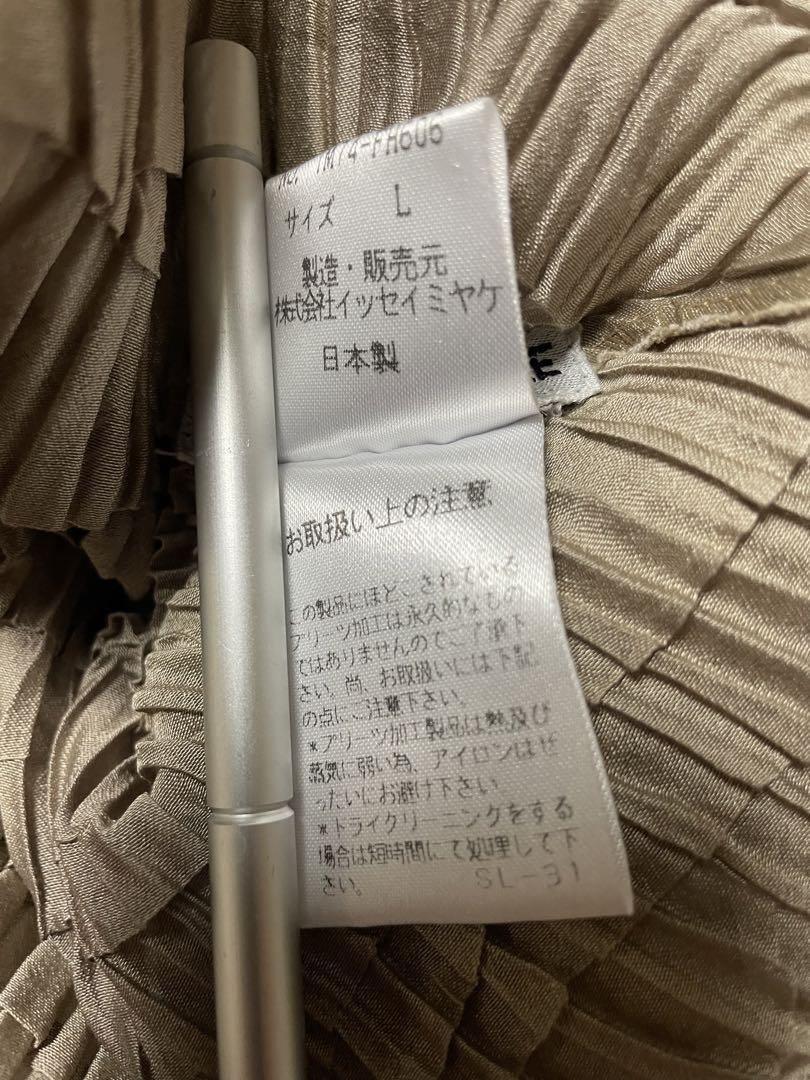 No. IM74-FH606
サイズ L
製造・販売元
株式会社イッセイミヤケ
日本製
お取扱い上の注意
この製品にほどこされている
プリーツ加工は永久的なもの
ではありませんのでご了承下
さい。尚、お取扱いには下記
の点にご注意下さい。
*プリーツ加工製品は熱及び
蒸気に弱い為、アイロンはぜ
ったいにお避け下さい
*ドライクリーニングをする
場合は短時間にて処理して下
さい。 SL-31